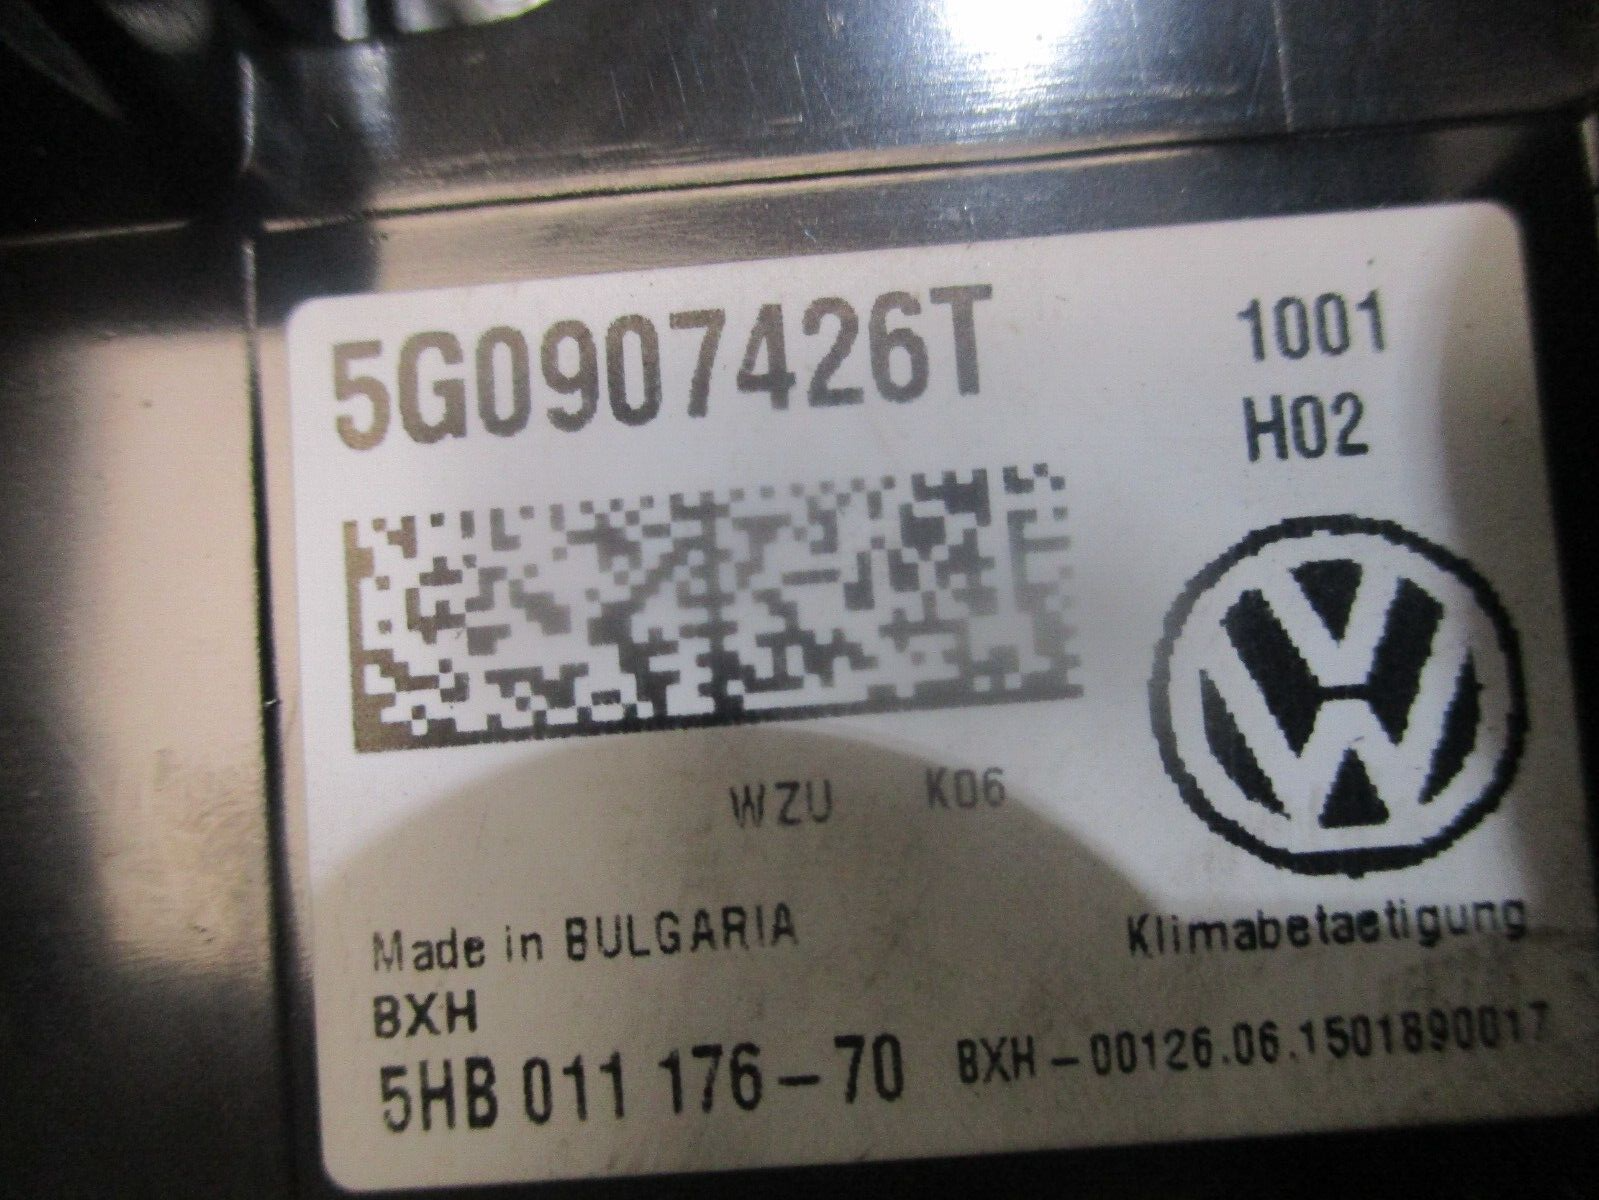 5G0907426T 1001
H02
WZU K06
Made in BULGARIA Klimabetaetigung
BXH
5HB 011 176-70 BXH-00126.06.1501890017